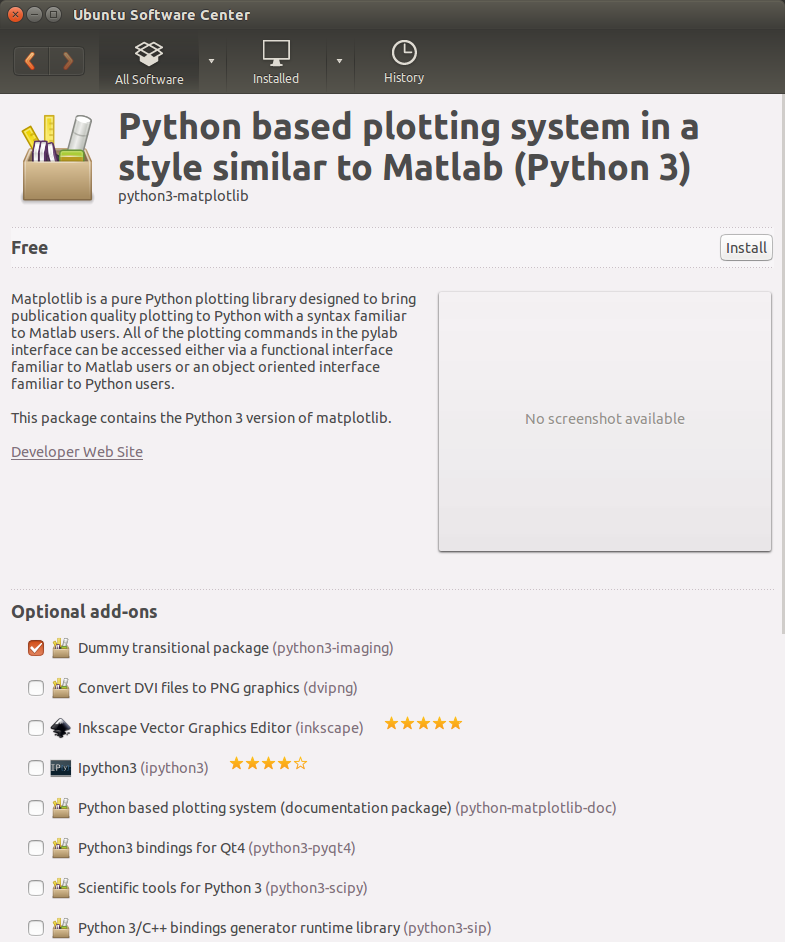 Ubuntu Software Center
All Software
Installed
History
Python based plotting system in a
style similar to Matlab (Python 3)
python3-matplotlib
Free
Install
Matplotlib is a pure Python plotting library designed to bring
publication quality plotting to Python with a syntax familiar
to Matlab users. All of the plotting commands in the pylab
interface can be accessed either via a functional interface
familiar to Matlab users or an object oriented interface
familiar to Python users.
This package contains the Python 3 version of matplotlib.
Developer Web Site
No screenshot available
Optional add-ons
Dummy transitional package (python3-imaging)
Convert DVI files to PNG graphics (dvipng)
Inkscape Vector Graphics Editor (inkscape)
IP[y]: Ipython3 (ipython3)
Python based plotting system (documentation package) (python-matplotlib-doc)
Python3 bindings for Qt4 (python3-pyqt4)
Scientific tools for Python 3 (python3-scipy)
Python 3/C++ bindings generator runtime library (python3-sip)